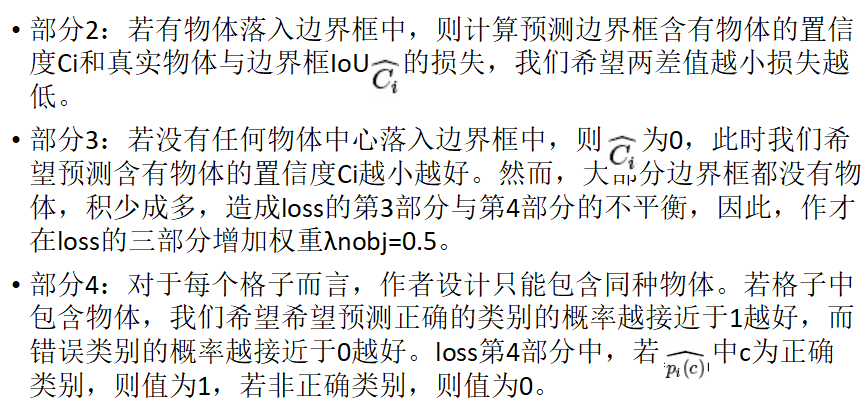 • 部分2：若有物体落入边界框中，则计算预测边界框含有物体的置信
度Ci和真实物体与边界框IoU$\widehat{C_i}$的损失，我们希望两差值越小损失越
低。
• 部分3：若没有任何物体中心落入边界框中，则$\widehat{C_i}$为0，此时我们希
望预测含有物体的置信度Ci越小越好。然而，大部分边界框都没有物
体，积少成多，造成loss的第3部分与第4部分的不平衡，因此，作才
在loss的三部分增加权重λnobj=0.5。
• 部分4：对于每个格子而言，作者设计只能包含同种物体。若格子中
包含物体，我们希望希望预测正确的类别的概率越接近于1越好，而
错误类别的概率越接近于0越好。loss第4部分中，若$\widehat{p_i(c)}$中c为正确
类别，则值为1，若非正确类别，则值为0。